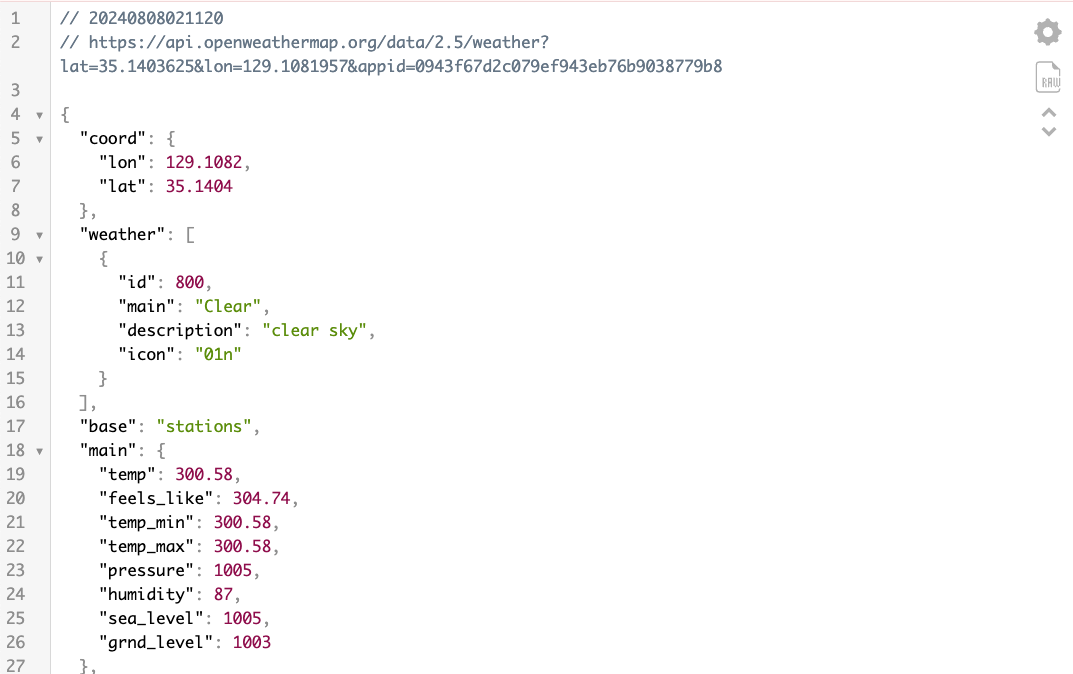 1 // 20240808021120
2 // https://api.openweathermap.org/data/2.5/weather?
lat=35.1403625&lon=129.1081957&appid=0943f67d2c079ef943eb76b9038779b8
3
4 ▼ {
5 ▼ "coord": {
6 "lon": 129.1082,
7 "lat": 35.1404
8 },
9 ▼ "weather": [
10 ▼ {
11 "id": 800,
12 "main": "Clear",
13 "description": "clear sky",
14 "icon": "01n"
15 }
16 ],
17 "base": "stations",
18 ▼ "main": {
19 "temp": 300.58,
20 "feels_like": 304.74,
21 "temp_min": 300.58,
22 "temp_max": 300.58,
23 "pressure": 1005,
24 "humidity": 87,
25 "sea_level": 1005,
26 "grnd_level": 1003
27 },
RAW